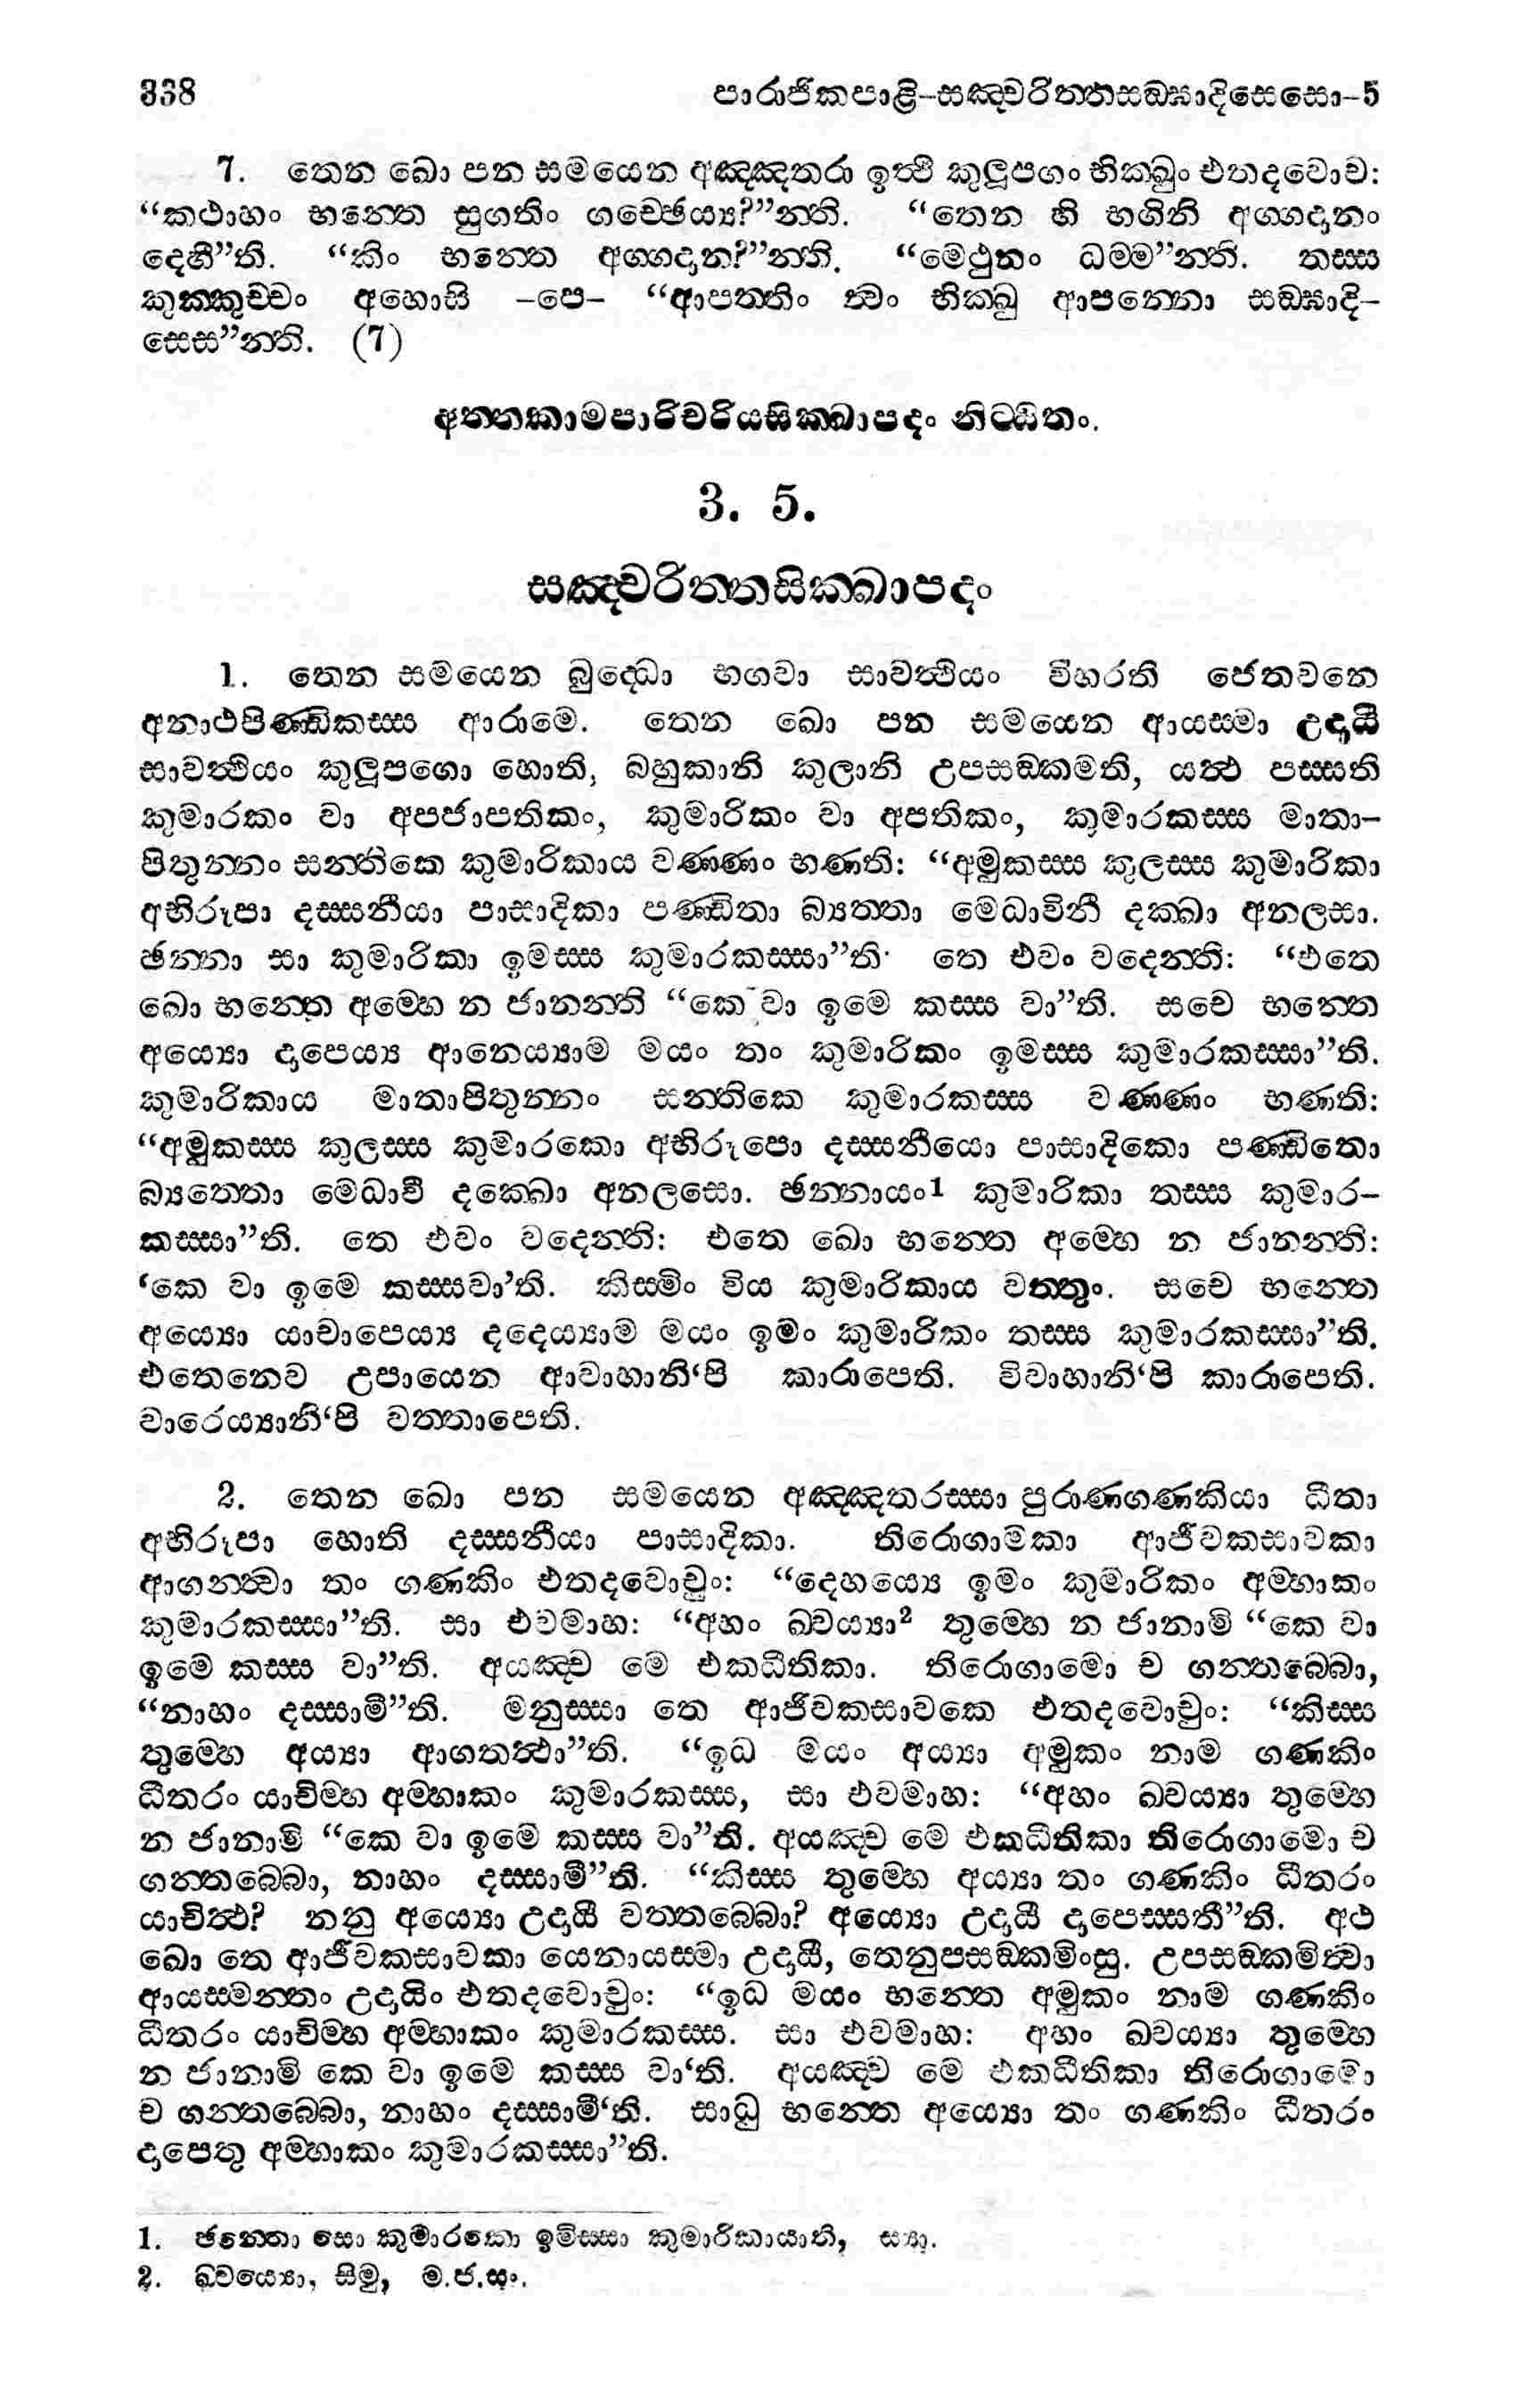 338 පාරාජිකපාළි–සඤ්චරිත්තසඞ්ඝාදිසෙසො–5
7. තෙන ඛො පන සමයෙන අඤ්ඤතරා ඉත්ථී කුලූපගං භික්ඛුං එතදවොච:
“කථාහං භන්තෙ සුගතිං ගච්ඡෙය්‍ය?”න්ති. “තෙන හි භගිනි අග්ගදානං
දෙහී”ති. “කිං භන්තෙ අග්ගදාන?”න්ති. “මෙථුනං ධම්ම”න්ති. තස්ස
කුක්කුච්චං අහොසි –පෙ– “ආපත්තිං ත්‍වං භික්ඛු ආපන්නො සඞ්ඝාදි–
සෙස”න්ති. (7)
අත්තකාමපාරිචරියසික්ඛාපදං නිට්ඨිතං.
3. 5.
සඤ්චරිත්තසික්ඛාපදං
1. තෙන සමයෙන බුද්ධො භගවා සාවත්ථියං විහරති ජෙතවනෙ
අනාථපිණ්ඩිකස්ස ආරාමෙ. තෙන ඛො පන සමයෙන ආයස්මා උදායී
සාවත්ථියං කුලූපගො හොති, බහුකානි කුලානි උපසඞ්කමති, යත්ථ පස්සති
කුමාරකං වා අපජාපතිකං, කුමාරිකං වා අපතිකං, කුමාරකස්ස මාතා–
පිතුන්නං සන්තිකෙ කුමාරිකාය වණ්ණං භණති: “අමුකස්ස කුලස්ස කුමාරිකා
අභිරූපා දස්සනීයා පාසාදිකා පණ්ඩිතා බ්‍යත්තා මෙධාවිනී දක්ඛා අනලසා.
ඡන්නා සා කුමාරිකා ඉමස්ස කුමාරකස්සා”ති. තෙ එවං වදෙන්ති: “එතෙ
ඛො භන්තෙ අම්හෙ න ජානන්ති “කෙ වා ඉමෙ කස්ස වා”ති. සචෙ භන්තෙ
අය්‍යො දාපෙය්‍ය ආනෙය්‍යාම මයං තං කුමාරිකං ඉමස්ස කුමාරකස්සා”ති.
කුමාරිකාය මාතාපිතුන්නං සන්තිකෙ කුමාරකස්ස වණ්ණං භණති:
“අමුකස්ස කුලස්ස කුමාරකො අභිරූපො දස්සනීයො පාසාදිකො පණ්ඩිතො
බ්‍යත්තො මෙධාවී දක්ඛො අනලසො. ඡන්නායං1 කුමාරිකා තස්ස කුමාර–
කස්සා”ති. තෙ එවං වදෙන්ති: එතෙ ඛො භන්තෙ අම්හෙ න ජානන්ති:
‘කෙ වා ඉමෙ කස්සවා’ති. කිස්මිං විය කුමාරිකාය වත්තුං. සචෙ භන්තෙ
අය්‍යො යාචාපෙය්‍ය දදෙය්‍යාම මයං ඉමං කුමාරිකං තස්ස කුමාරකස්සා”ති.
එතෙනෙව උපායෙන ආවාහානි‘පි කාරාපෙති. විවාහානි‘පි කාරාපෙති.
වාරෙය්‍යානි‘පි වත්තාපෙති.
2. තෙන ඛො පන සමයෙන අඤ්ඤතරස්සා පුරාණගණකියා ධීතා
අභිරූපා හොති දස්සනීයා පාසාදිකා. තිරොගාමකා ආජීවකසාවකා
ආගන්ත්‍වා තං ගණකිං එතදවොචුං: “දෙහය්‍යෙ ඉමං කුමාරිකං අම්හාකං
කුමාරකස්සා”ති. සා එවමාහ: “අහං ඛ්වය්‍යා2 තුම්හෙ න ජානාමි “කෙ වා
ඉමෙ කස්ස වා”ති. අයඤ්ච මෙ එකධීතිකා. තිරොගාමො ච ගන්තබ්බො,
“නාහං දස්සාමී”ති. මනුස්සා තෙ ආජීවකසාවකෙ එතදවොචුං: “කිස්ස
තුම්හෙ අය්‍යා ආගතත්ථා”ති. “ඉධ මයං අය්‍යා අමුකං නාම ගණකිං
ධීතරං යාචිම්හ අම්හාකං කුමාරකස්ස, සා එවමාහ: “අහං ඛ්වය්‍යා තුම්හෙ
න ජානාමි “කෙ වා ඉමෙ කස්ස වා”ති. අයඤ්ච මෙ එකධීතිකා තිරොගාමො ච
ගන්තබ්බො, නාහං දස්සාමී”ති. “කිස්ස තුම්හෙ අය්‍යා තං ගණකිං ධීතරං
යාචිත්ථ? නනු අය්‍යො උදායී වත්තබ්බො? අය්‍යො උදායී දාපෙස්සතී”ති. අථ
ඛො තෙ ආජීවකසාවකා යෙනායස්මා උදායී, තෙනුපසඞ්කමිංසු. උපසඞ්කමිත්‍වා
ආයස්මන්තං උදායිං එතදවොචුං: “ඉධ මයං භන්තෙ අමුකං නාම ගණකිං
ධීතරං යාචිම්හ අම්හාකං කුමාරකස්ස. සා එවමාහ: අහං ඛ්වය්‍යා තුම්හෙ
න ජානාමි කෙ වා ඉමෙ කස්ස වා‘ති. අයඤ්ච මෙ එකධීතිකා තිරොගාමො
ච ගන්තබ්බො, නාහං දස්සාමී‘ති. සාධු භන්තෙ අය්‍යො තං ගණකිං ධීතරං
දාපෙතු අම්හාකං කුමාරකස්සා”ති.
1. ඡන්නො සො කුමාරකො ඉමිස්සා කුමාරිකායාති, ස්‍යා.
2. ඛ්වය්‍යො, සිමු, ම.ජ.සං.